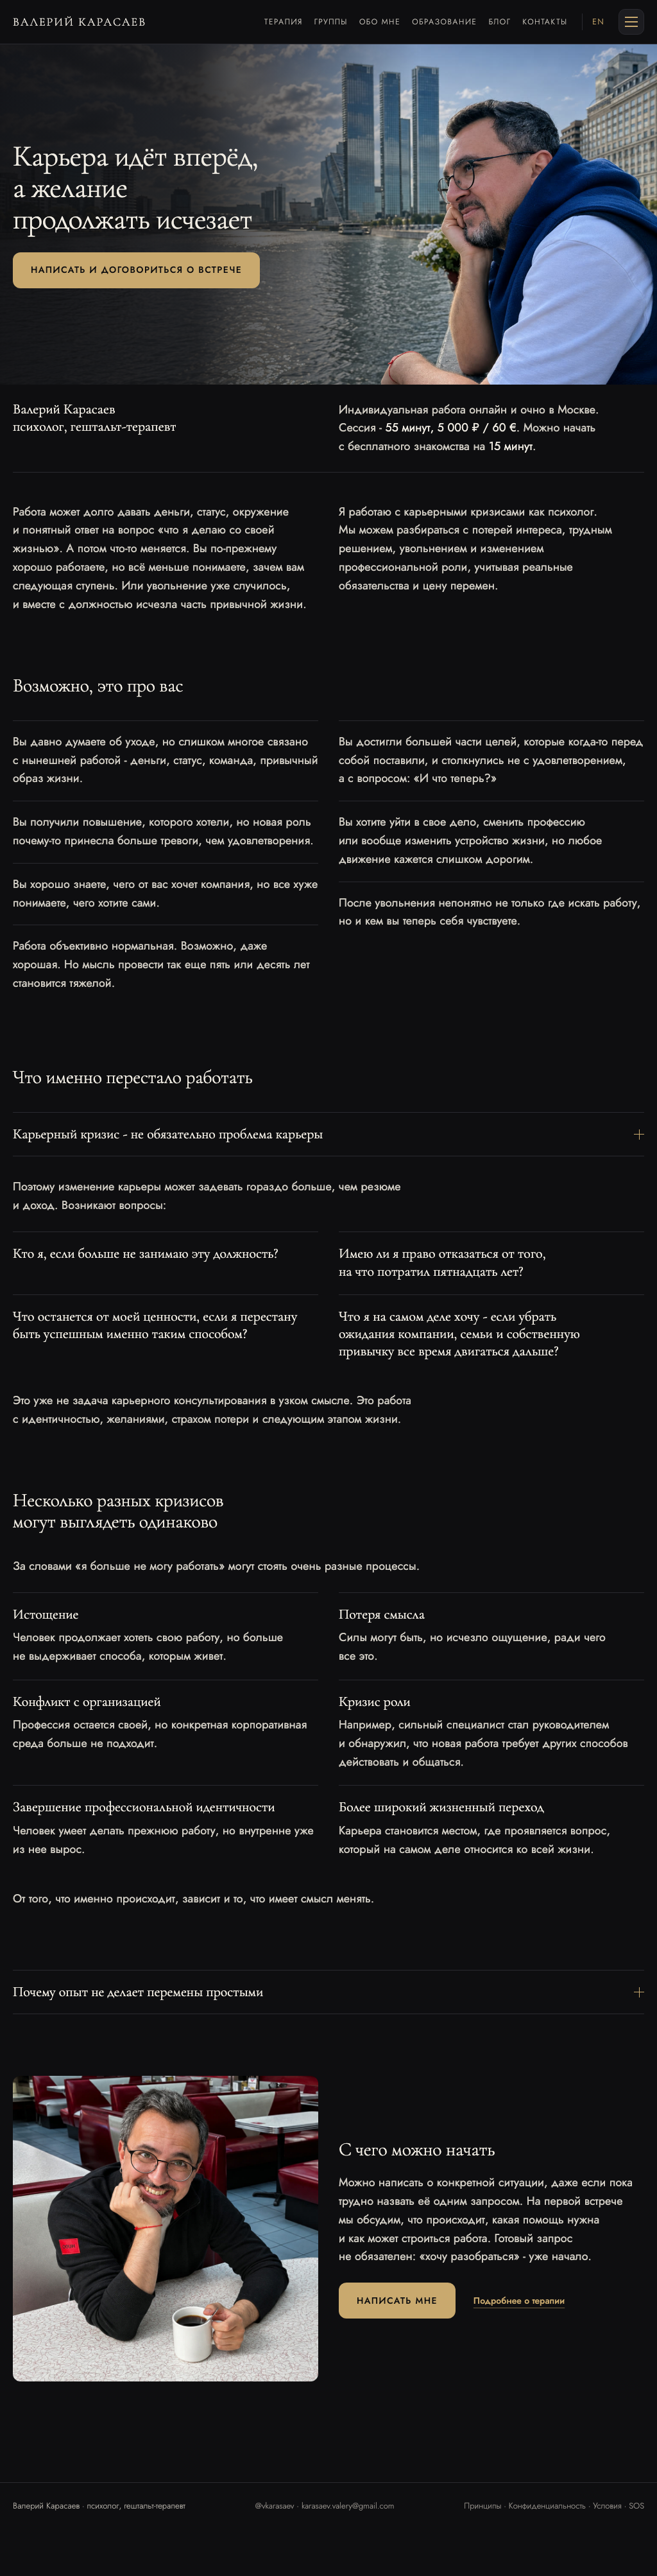 ВАЛЕРИЙ КАРАСАЕВ
ТЕРАПИЯ ГРУППЫ ОБО МНЕ ОБРАЗОВАНИЕ БЛОГ КОНТАКТЫ EN
Карьера идёт вперёд,
а желание
продолжать исчезает
НАПИСАТЬ И ДОГОВОРИТЬСЯ О ВСТРЕЧЕ
Валерий Карасаев
психолог, гештальт-терапевт
Индивидуальная работа онлайн и очно в Москве.
Сессия - 55 минут, 5 000 ₽ / 60 €. Можно начать
с бесплатного знакомства на 15 минут.
Работа может долго давать деньги, статус, окружение
и понятный ответ на вопрос «что я делаю со своей
жизнью». А потом что-то меняется. Вы по-прежнему
хорошо работаете, но всё меньше понимаете, зачем вам
следующая ступень. Или увольнение уже случилось,
и вместе с должностью исчезла часть привычной жизни.
Я работаю с карьерными кризисами как психолог.
Мы можем разбираться с потерей интереса, трудным
решением, увольнением и изменением
профессиональной роли, учитывая реальные
обязательства и цену перемен.
Возможно, это про вас
Вы давно думаете об уходе, но слишком многое связано
с нынешней работой - деньги, статус, команда, привычный
образ жизни.
Вы получили повышение, которого хотели, но новая роль
почему-то принесла больше тревоги, чем удовлетворения.
Вы хорошо знаете, чего от вас хочет компания, но все хуже
понимаете, чего хотите сами.
Работа объективно нормальная. Возможно, даже
хорошая. Но мысль провести так еще пять или десять лет
становится тяжелой.
Вы достигли большей части целей, которые когда-то перед
собой поставили, и столкнулись не с удовлетворением,
а с вопросом: «И что теперь?»
Вы хотите уйти в свое дело, сменить профессию
или вообще изменить устройство жизни, но любое
движение кажется слишком дорогим.
После увольнения непонятно не только где искать работу,
но и кем вы теперь себя чувствуете.
Что именно перестало работать
Карьерный кризис - не обязательно проблема карьеры
Поэтому изменение карьеры может задевать гораздо больше, чем резюме
и доход. Возникают вопросы:
Кто я, если больше не занимаю эту должность?
Имею ли я право отказаться от того,
на что потратил пятнадцать лет?
Что останется от моей ценности, если я перестану
быть успешным именно таким способом?
Что я на самом деле хочу - если убрать
ожидания компании, семьи и собственную
привычку все время двигаться дальше?
Это уже не задача карьерного консультирования в узком смысле. Это работа
с идентичностью, желаниями, страхом потери и следующим этапом жизни.
Несколько разных кризисов
могут выглядеть одинаково
За словами «я больше не могу работать» могут стоять очень разные процессы.
Истощение
Человек продолжает хотеть свою работу, но больше
не выдерживает способа, которым живет.
Потеря смысла
Силы могут быть, но исчезло ощущение, ради чего
все это.
Конфликт с организацией
Профессия остается своей, но конкретная корпоративная
среда больше не подходит.
Кризис роли
Например, сильный специалист стал руководителем
и обнаружил, что новая работа требует других способов
действовать и общаться.
Завершение профессиональной идентичности
Человек умеет делать прежнюю работу, но внутренне уже
из нее вырос.
Более широкий жизненный переход
Карьера становится местом, где проявляется вопрос,
который на самом деле относится ко всей жизни.
От того, что именно происходит, зависит и то, что имеет смысл менять.
Почему опыт не делает перемены простыми
С чего можно начать
Можно написать о конкретной ситуации, даже если пока
трудно назвать её одним запросом. На первой встрече
мы обсудим, что происходит, какая помощь нужна
и как может строиться работа. Готовый запрос
не обязателен: «хочу разобраться» - уже начало.
НАПИСАТЬ МНЕ
Подробнее о терапии
Валерий Карасаев · психолог, гештальт-терапевт
@vkarasaev · karasaev.valery@gmail.com
Принципы · Конфиденциальность · Условия · SOS